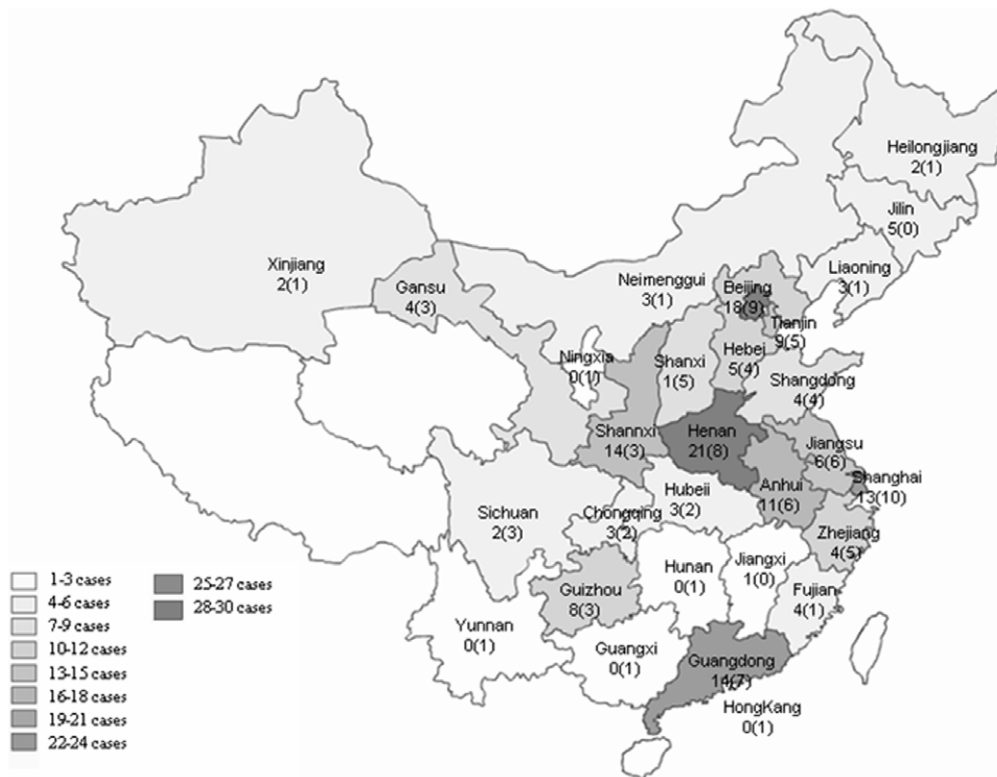 Heilongjiang
2(1)
Jilin
5(0)
Xinjiang
2(1)
Gansu
4(3)
Neimenggui
3(1)
Beijing
18(9)
Liaoning
3(1)
Tianjin
9(5)
Ningxia
0(1)
Shanxi
1(5)
Hebei
5(4)
Shangdong
4(4)
Shannxi
14(3)
Henan
21(8)
Jiangsu
6(6)
Shanghai
13(10)
Anhui
11(6)
Hubeii
3(2)
Sichuan
2(3)
Chongqing
3(2)
Zhejiang
4(5)
Guizhou
8(3)
Hunan
0(1)
Jiangxi
1(0)
Fujian
4(1)
Yunnan
0(1)
Guangxi
0(1)
Guangdong
14(7)
HongKang
0(1)
1-3 cases
4-6 cases
7-9 cases
10-12 cases
13-15 cases
16-18 cases
19-21 cases
22-24 cases
25-27 cases
28-30 cases